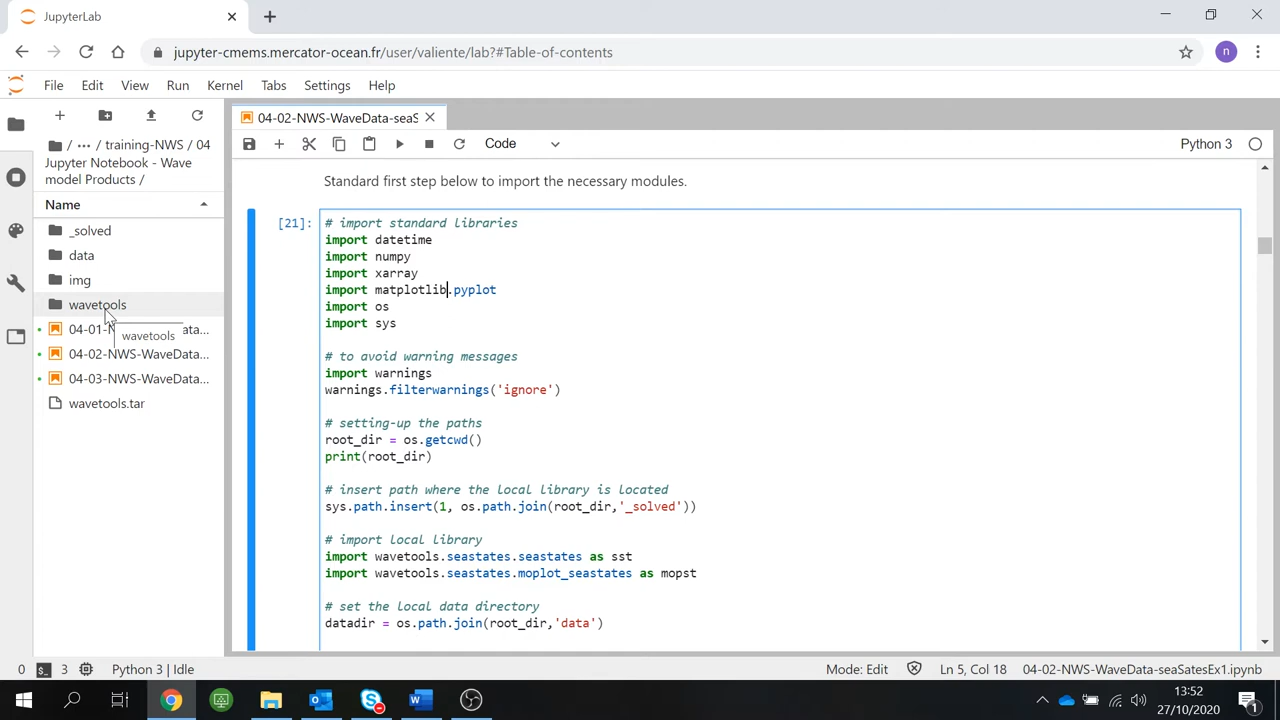 JupyterLab
jupyter-cmems.mercator-ocean.fr/user/valiente/lab?#Table-of-contents
n
File Edit View Run Kernel Tabs Settings Help
/ ··· / training-NWS / 04
Jupyter Notebook - Wave
model Products /
Name
_solved
data
img
wavetools
04-01-N ata...
wavetools
04-02-NWS-WaveData...
04-03-NWS-WaveData...
wavetools.tar
04-02-NWS-WaveData-seaS
Code
Python 3
Standard first step below to import the necessary modules.
[21]:
# import standard libraries
import datetime
import numpy
import xarray
import matplotlib.pyplot
import os
import sys
# to avoid warning messages
import warnings
warnings.filterwarnings('ignore')
# setting-up the paths
root_dir = os.getcwd()
print(root_dir)
# insert path where the local library is located
sys.path.insert(1, os.path.join(root_dir,'_solved'))
# import local library
import wavetools.seastates.seastates as sst
import wavetools.seastates.moplot_seastates as mopst
# set the local data directory
datadir = os.path.join(root_dir,'data')
0 3 Python 3 | Idle Mode: Edit Ln 5, Col 18 04-02-NWS-WaveData-seaSatesEx1.ipynb
13:52
27/10/2020
1